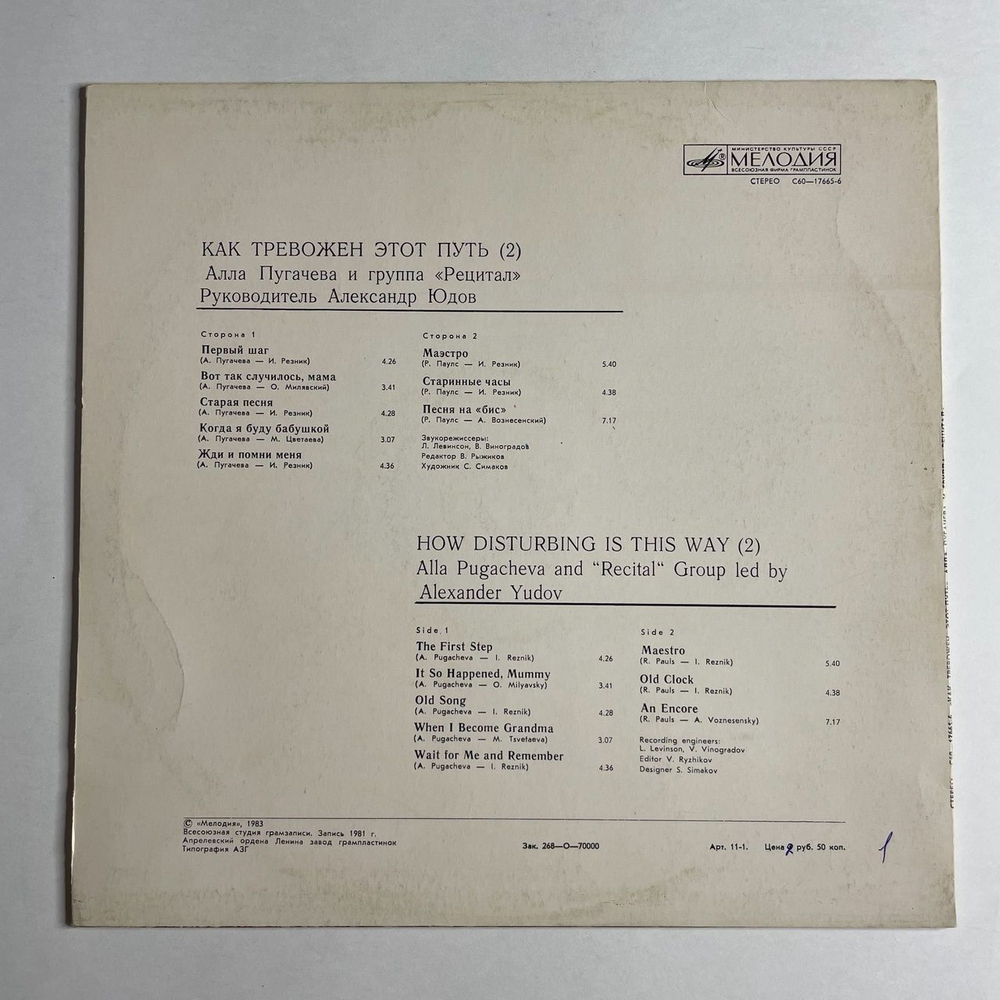 МИНИСТЕРСТВО КУЛЬТУРЫ СССР
МЕЛОДИЯ
ВСЕСОЮЗНАЯ ФИРМА ГРАМПЛАСТИНОК
СТЕРЕО С60—17665-6
КАК ТРЕВОЖЕН ЭТОТ ПУТЬ (2)
Алла Пугачева и группа «Рецитал»
Руководитель Александр Юдов
Сторона 1
Первый шаг
(А. Пугачева — И. Резник) 4.26
Вот так случилось, мама
(А. Пугачева — О. Милявский) 3.41
Старая песня
(А. Пугачева — И. Резник) 4.28
Когда я буду бабушкой
(А. Пугачева — М. Цветаева) 3.07
Жди и помни меня
(А. Пугачева — И. Резник) 4.36
Сторона 2
Маэстро
(Р. Паулс — И. Резник) 5.40
Старинные часы
(Р. Паулс — И. Резник) 4.38
Песня на «бис»
(Р. Паулс — А. Вознесенский) 7.17
Звукорежиссеры:
Л. Левинсон, В. Виноградов
Редактор В. Рыжиков
Художник С. Симаков
HOW DISTURBING IS THIS WAY (2)
Alla Pugacheva and “Recital“ Group led by
Alexander Yudov
Side 1
The First Step
(A. Pugacheva — I. Reznik) 4.26
It So Happened, Mummy
(A. Pugacheva — O. Milyavsky) 3.41
Old Song
(A. Pugacheva — I. Reznik) 4.28
When I Become Grandma
(A. Pugacheva — M. Tsvetaeva) 3.07
Wait for Me and Remember
(A. Pugacheva — I. Reznik) 4.36
Side 2
Maestro
(R. Pauls — I. Reznik) 5.40
Old Clock
(R. Pauls — I. Reznik) 4.38
An Encore
(R. Pauls — A. Voznesensky) 7.17
Recording engineers:
L. Levinson, V. Vinogradov
Editor V. Ryzhikov
Designer S. Simakov
© «Мелодия», 1983
Всесоюзная студия грамзаписи. Запись 1981 г.
Апрелевский ордена Ленина завод грампластинок
Типография АЗГ
Зак. 268—О—70000
Арт. 11-1. Цена 2 руб. 50 коп.
1